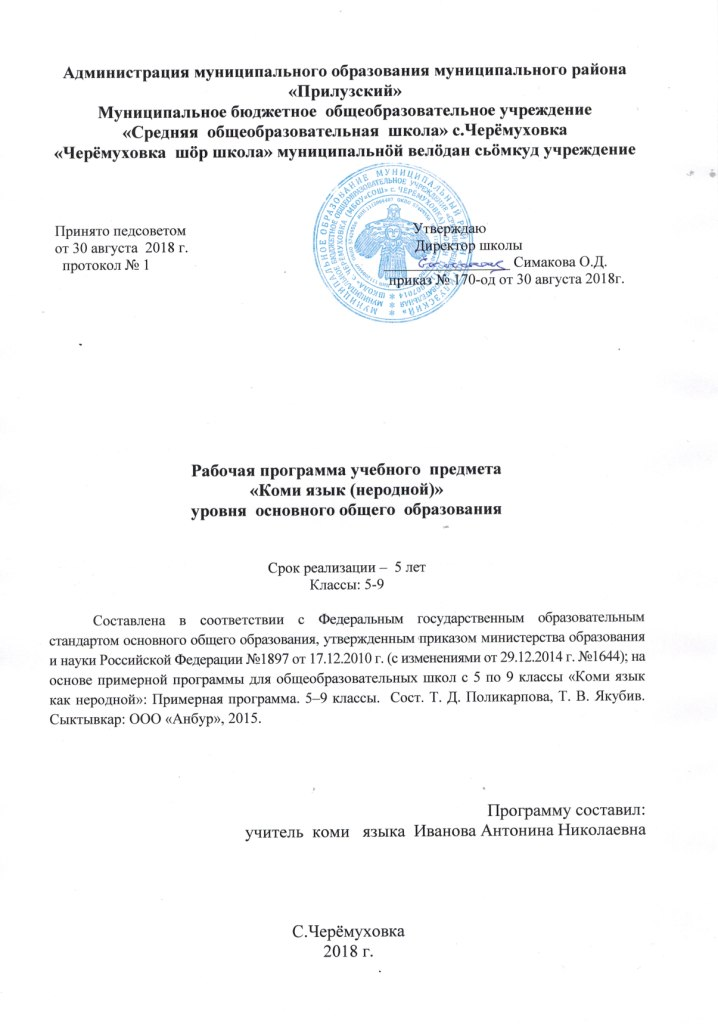 Администрация муниципального образования муниципального района
«Прилузский»
Муниципальное бюджетное общеобразовательное учреждение
«Средняя общеобразовательная школа» с.Черёмуховка
«Черёмуховка шöр школа» муниципальнöй велöдан сьöмкуд учреждение
Принято педсоветом
от 30 августа 2018 г.
протокол № 1
Утверждаю
Директор школы
Симакова О.Д.
приказ № 170-од от 30 августа 2018г.
Рабочая программа учебного предмета
«Коми язык (неродной)»
уровня основного общего образования
Срок реализации – 5 лет
Классы: 5-9
Составлена в соответствии с Федеральным государственным образовательным
стандартом основного общего образования, утвержденным приказом министерства образования
и науки Российской Федерации №1897 от 17.12.2010 г. (с изменениями от 29.12.2014 г. №1644); на
основе примерной программы для общеобразовательных школ с 5 по 9 классы «Коми язык
как неродной»: Примерная программа. 5–9 классы. Сост. Т. Д. Поликарпова, Т. В. Якубив.
Сыктывкар: ООО «Анбур», 2015.
Программу составил:
учитель коми языка Иванова Антонина Николаевна
С.Черёмуховка
2018 г.